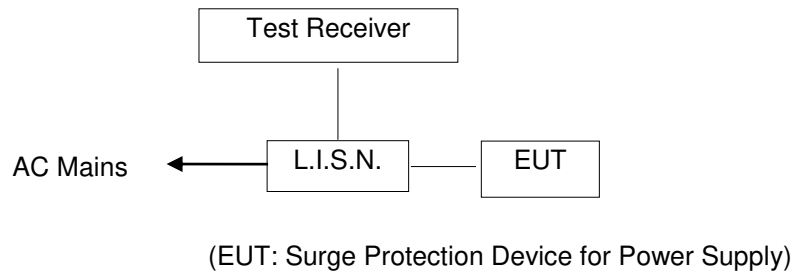 Test Receiver
AC Mains
L.I.S.N.
EUT
(EUT: Surge Protection Device for Power Supply)